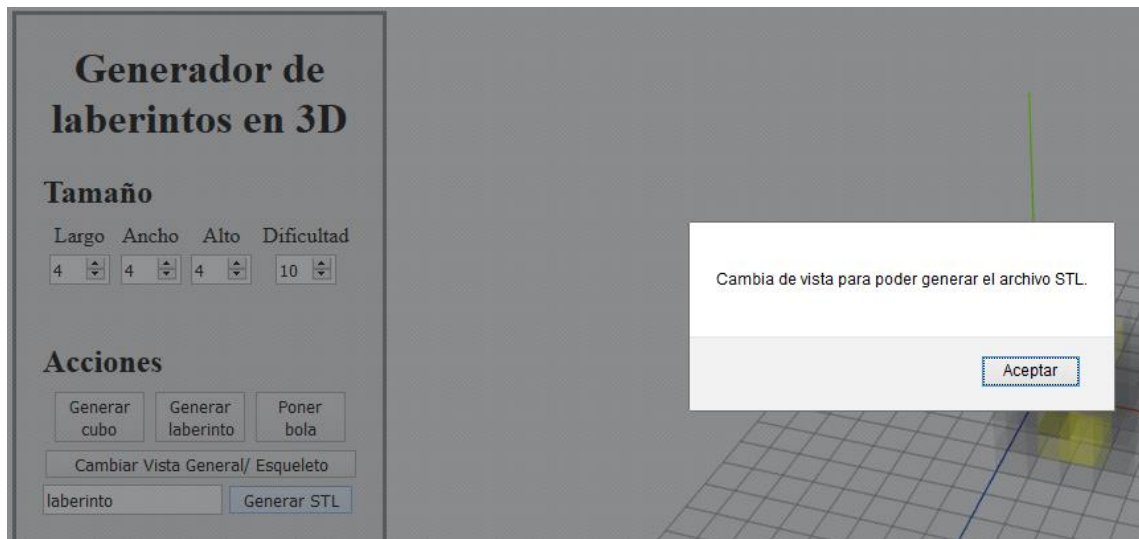 Generador de
laberintos en 3D
Tamaño
Largo Ancho Alto Dificultad
4 4 4 10
Cambia de vista para poder generar el archivo STL.
Aceptar
Acciones
Generar cubo Generar laberinto Poner bola
Cambiar Vista General/ Esqueleto
laberinto Generar STL